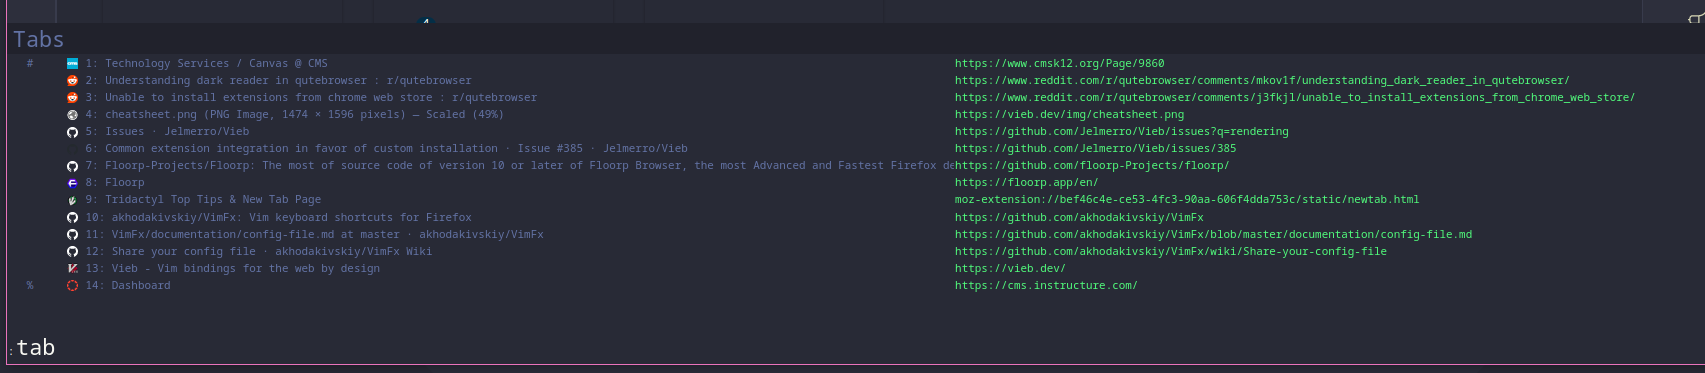 4
Tabs
# 1: Technology Services / Canvas @ CMS https://www.cmsk12.org/Page/9860
2: Understanding dark reader in qutebrowser : r/qutebrowser https://www.reddit.com/r/qutebrowser/comments/mkov1f/understanding_dark_reader_in_qutebrowser/
3: Unable to install extensions from chrome web store : r/qutebrowser https://www.reddit.com/r/qutebrowser/comments/j3fkjl/unable_to_install_extensions_from_chrome_web_store/
4: cheatsheet.png (PNG Image, 1474 × 1596 pixels) — Scaled (49%) https://vieb.dev/img/cheatsheet.png
5: Issues · Jelmerro/Vieb https://github.com/Jelmerro/Vieb/issues?q=rendering
6: Common extension integration in favor of custom installation · Issue #385 · Jelmerro/Vieb https://github.com/Jelmerro/Vieb/issues/385
7: Floorp-Projects/Floorp: The most of source code of version 10 or later of Floorp Browser, the most Advanced and Fastest Firefox de https://github.com/floorp-Projects/floorp/
8: Floorp https://floorp.app/en/
9: Tridactyl Top Tips & New Tab Page moz-extension://bef46c4e-ce53-4fc3-90aa-606f4dda753c/static/newtab.html
10: akhodakivskiy/VimFx: Vim keyboard shortcuts for Firefox https://github.com/akhodakivskiy/VimFx
11: VimFx/documentation/config-file.md at master · akhodakivskiy/VimFx https://github.com/akhodakivskiy/VimFx/blob/master/documentation/config-file.md
12: Share your config file · akhodakivskiy/VimFx Wiki https://github.com/akhodakivskiy/VimFx/wiki/Share-your-config-file
13: Vieb - Vim bindings for the web by design https://vieb.dev/
% 14: Dashboard https://cms.instructure.com/
:tab